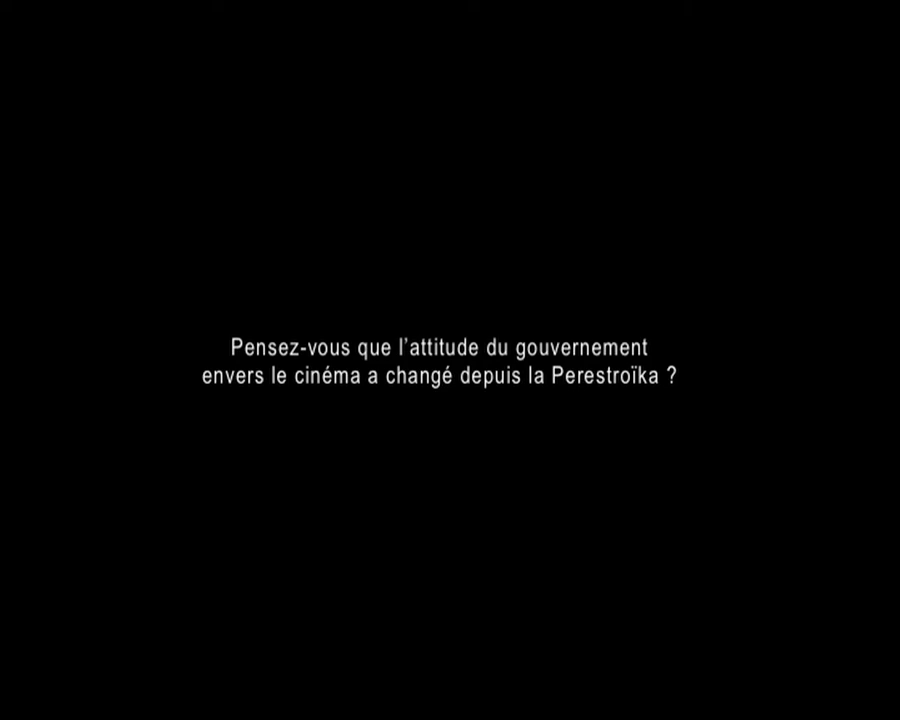 Pensez-vous que l'attitude du gouvernement
envers le cinéma a changé depuis la Perestroïka ?